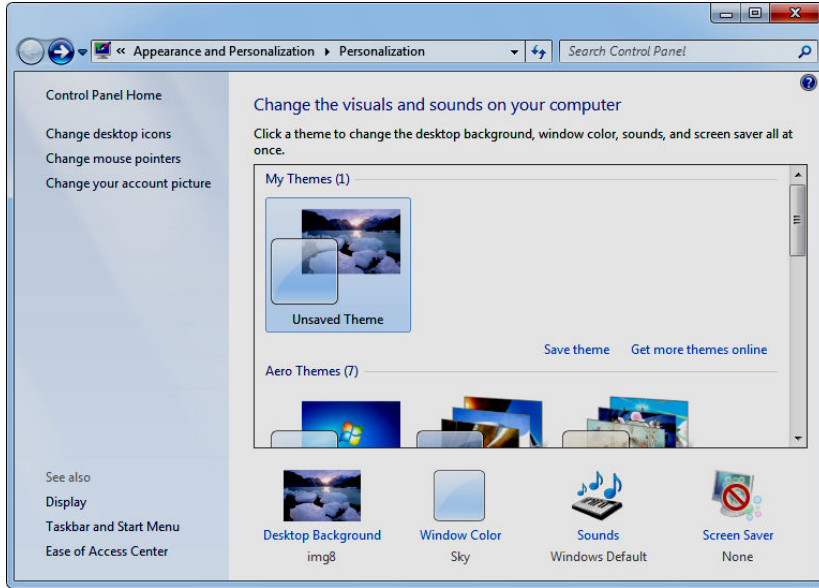 « Appearance and Personalization ▸ Personalization
Search Control Panel
Control Panel Home
Change desktop icons
Change mouse pointers
Change your account picture
See also
Display
Taskbar and Start Menu
Ease of Access Center
Change the visuals and sounds on your computer
Click a theme to change the desktop background, window color, sounds, and screen saver all at
once.
My Themes (1)
Unsaved Theme
Save theme Get more themes online
Aero Themes (7)
Desktop Background
img8
Window Color
Sky
Sounds
Windows Default
Screen Saver
None